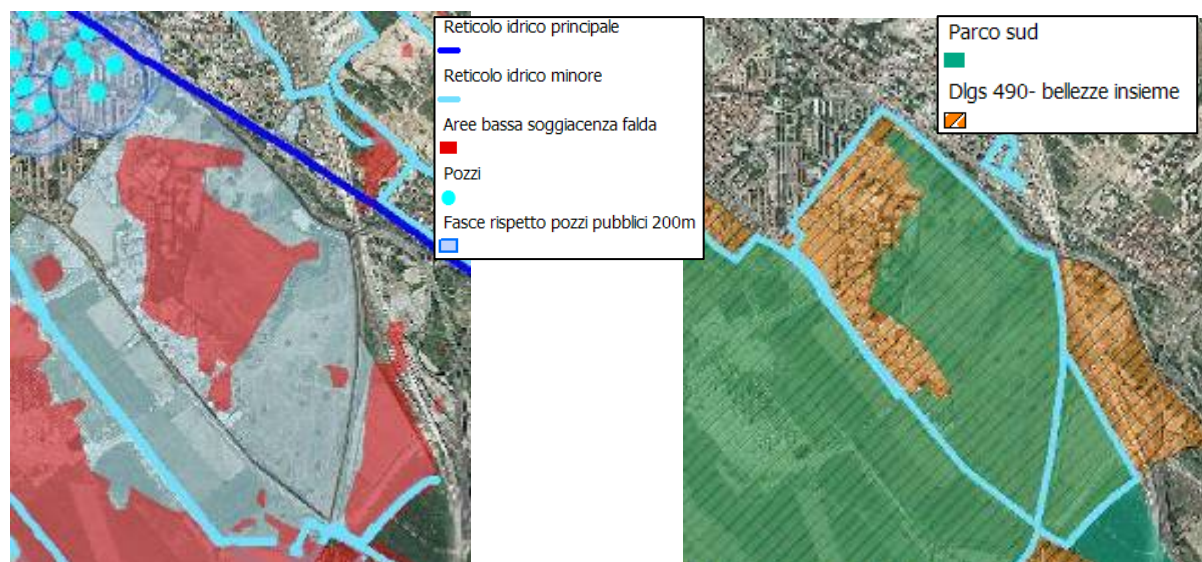 Reticolo idrico principale
Reticolo idrico minore
Aree bassa soggiacenza falda
Pozzi
Fasce rispetto pozzi pubblici 200m
Parco sud
Dlgs 490- bellezze insieme